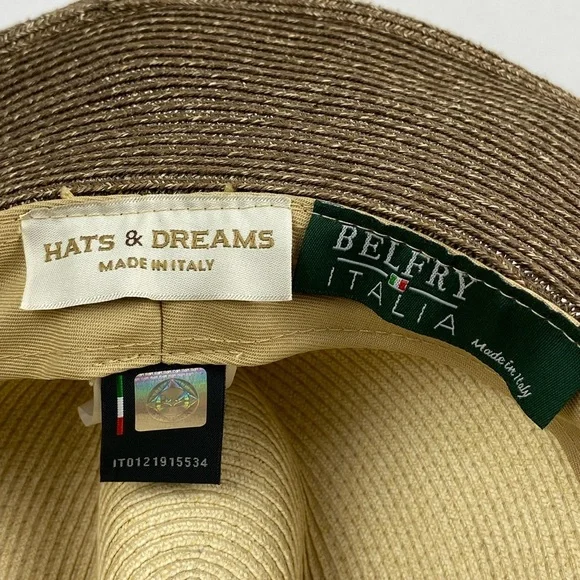 HATS & DREAMS
MADE IN ITALY
BELFRY
ITALIA
Made in Italy
IT0121915534